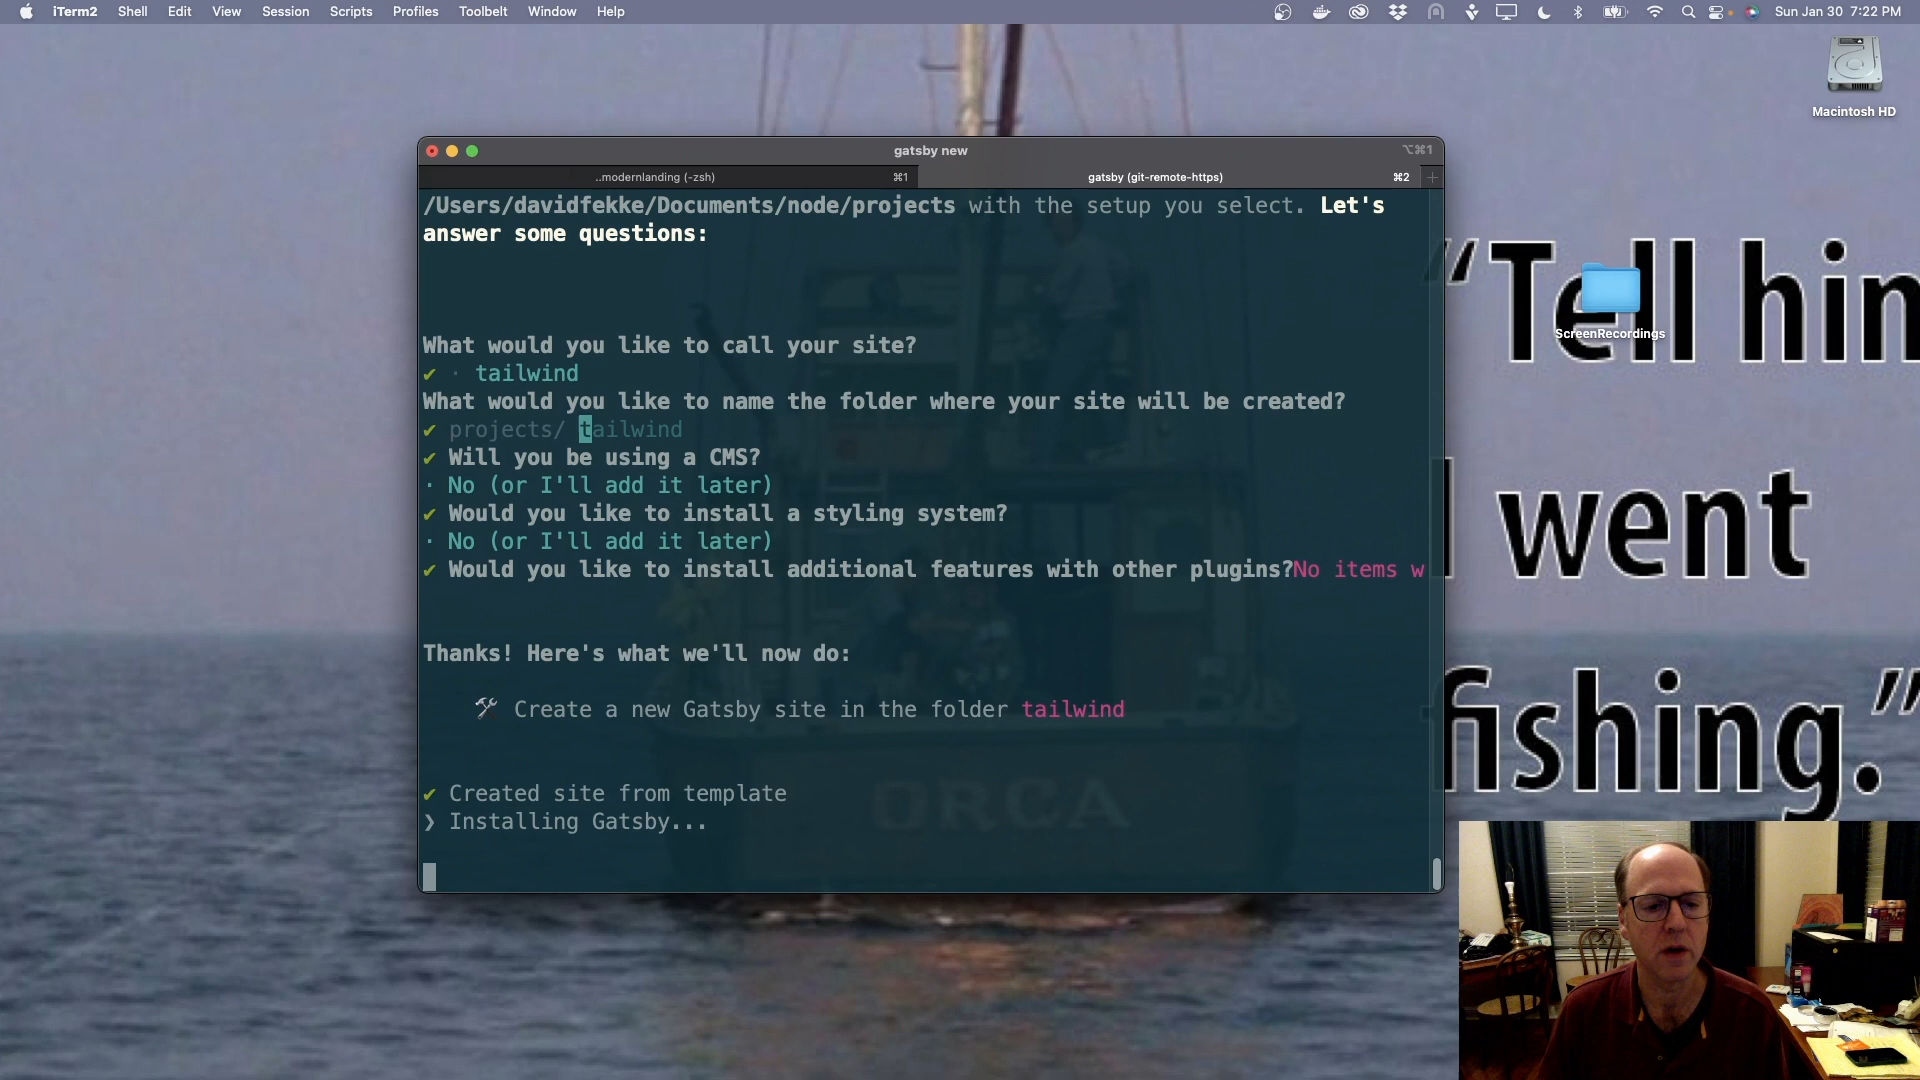 iTerm2 Shell Edit View Session Scripts Profiles Toolbelt Window Help Sun Jan 30 7:22 PM
Macintosh HD
gatsby new ⌥⌘1
..modernlanding (-zsh) ⌘1 gatsby (git-remote-https) ⌘2
/Users/davidfekke/Documents/node/projects with the setup you select. Let's
answer some questions:
What would you like to call your site?
✔ · tailwind
What would you like to name the folder where your site will be created?
✔ projects/ tailwind
✔ Will you be using a CMS?
· No (or I'll add it later)
✔ Would you like to install a styling system?
· No (or I'll add it later)
✔ Would you like to install additional features with other plugins?No items w
Thanks! Here's what we'll now do:
Create a new Gatsby site in the folder tailwind
✔ Created site from template
❯ Installing Gatsby...
ORCA
“Tell him
I went
fishing.”
ScreenRecordings